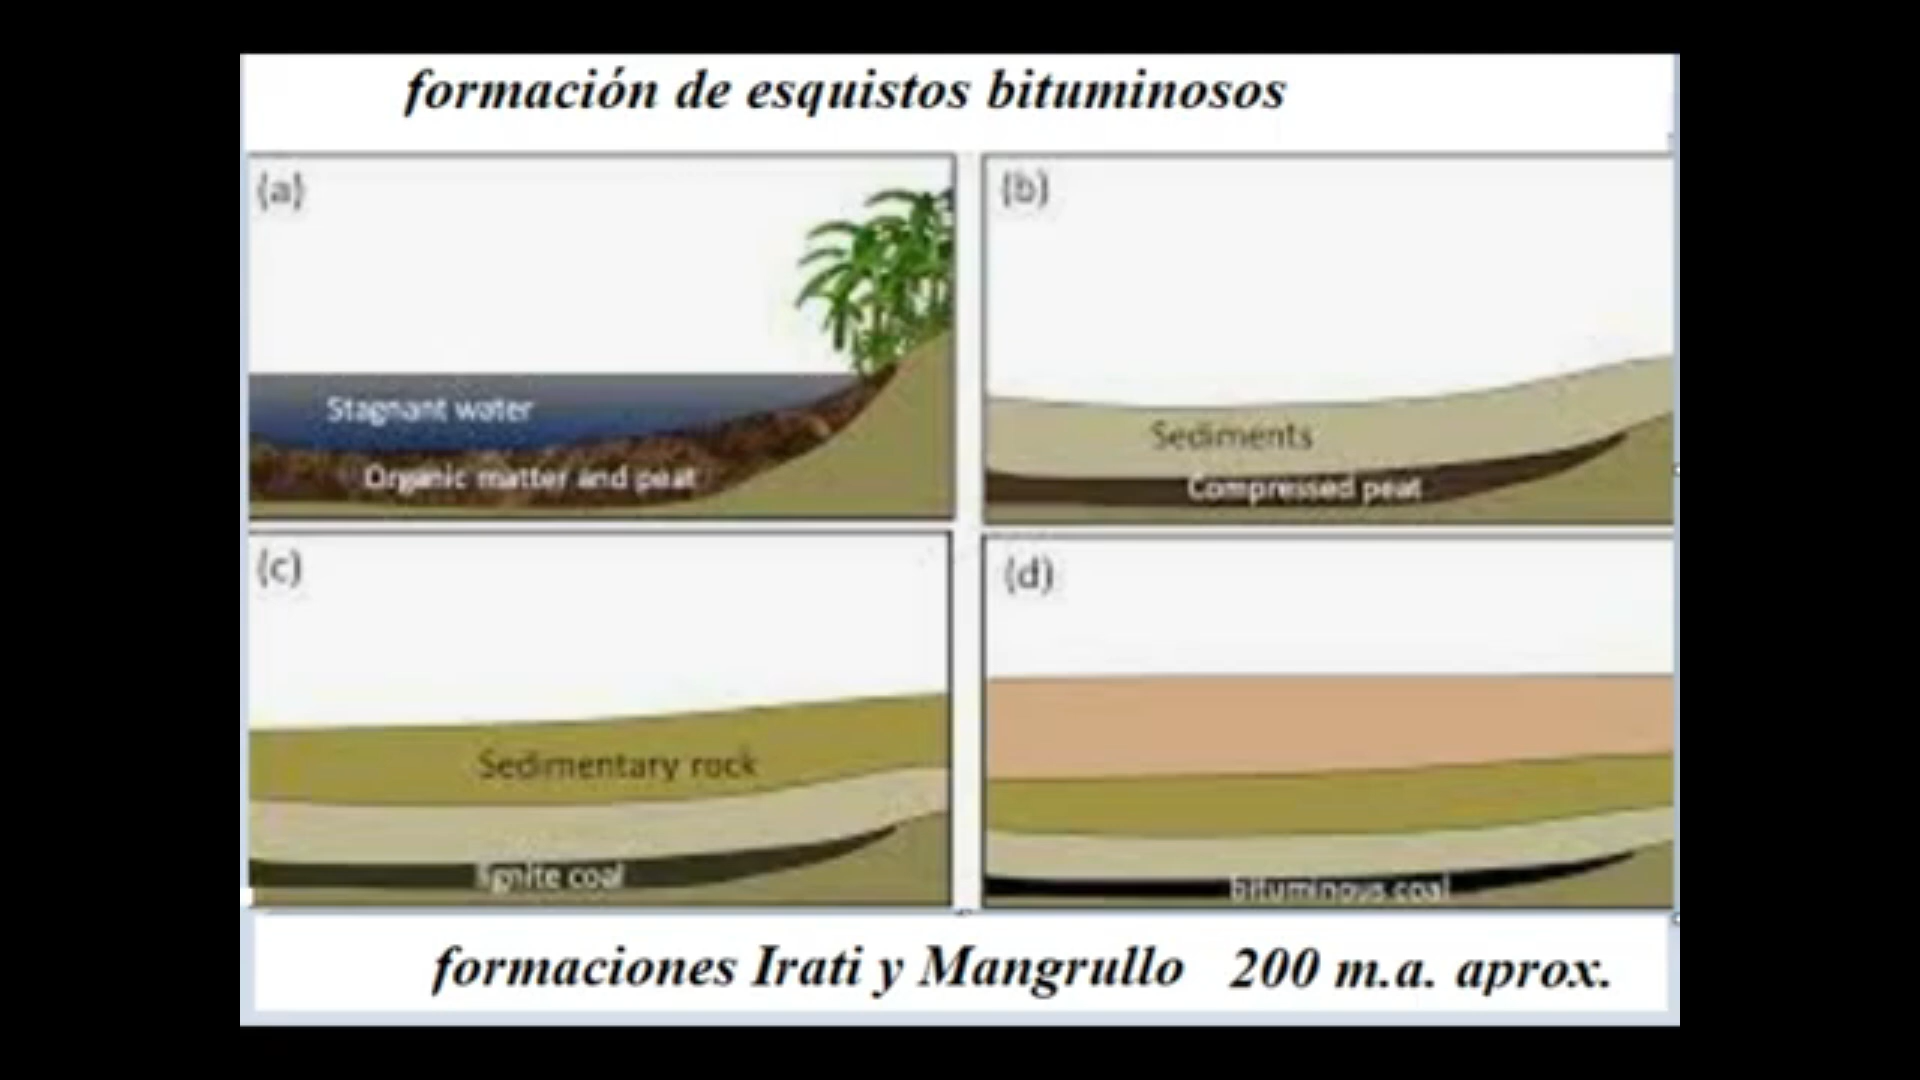 formación de esquistos bituminosos
(a)
Stagnant water
Organic matter and peat
(b)
Sediments
Compressed peat
(c)
Sedimentary rock
lignite coal
(d)
bituminous coal
formaciones Irati y Mangrullo 200 m.a. aprox.